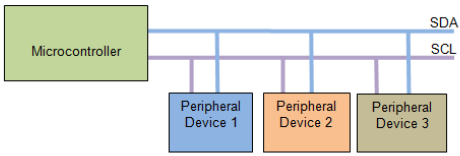 SDA
Microcontroller
SCL
Peripheral
Device 1
Peripheral
Device 2
Peripheral
Device 3